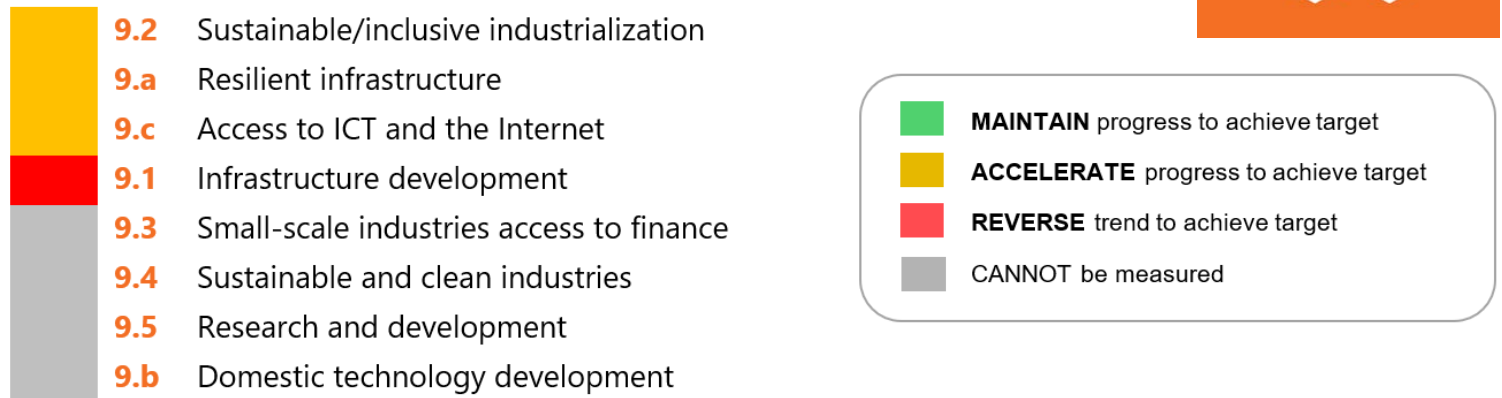 9.2 Sustainable/inclusive industrialization
9.a Resilient infrastructure
9.c Access to ICT and the Internet
9.1 Infrastructure development
9.3 Small-scale industries access to finance
9.4 Sustainable and clean industries
9.5 Research and development
9.b Domestic technology development
MAINTAIN progress to achieve target
ACCELERATE progress to achieve target
REVERSE trend to achieve target
CANNOT be measured